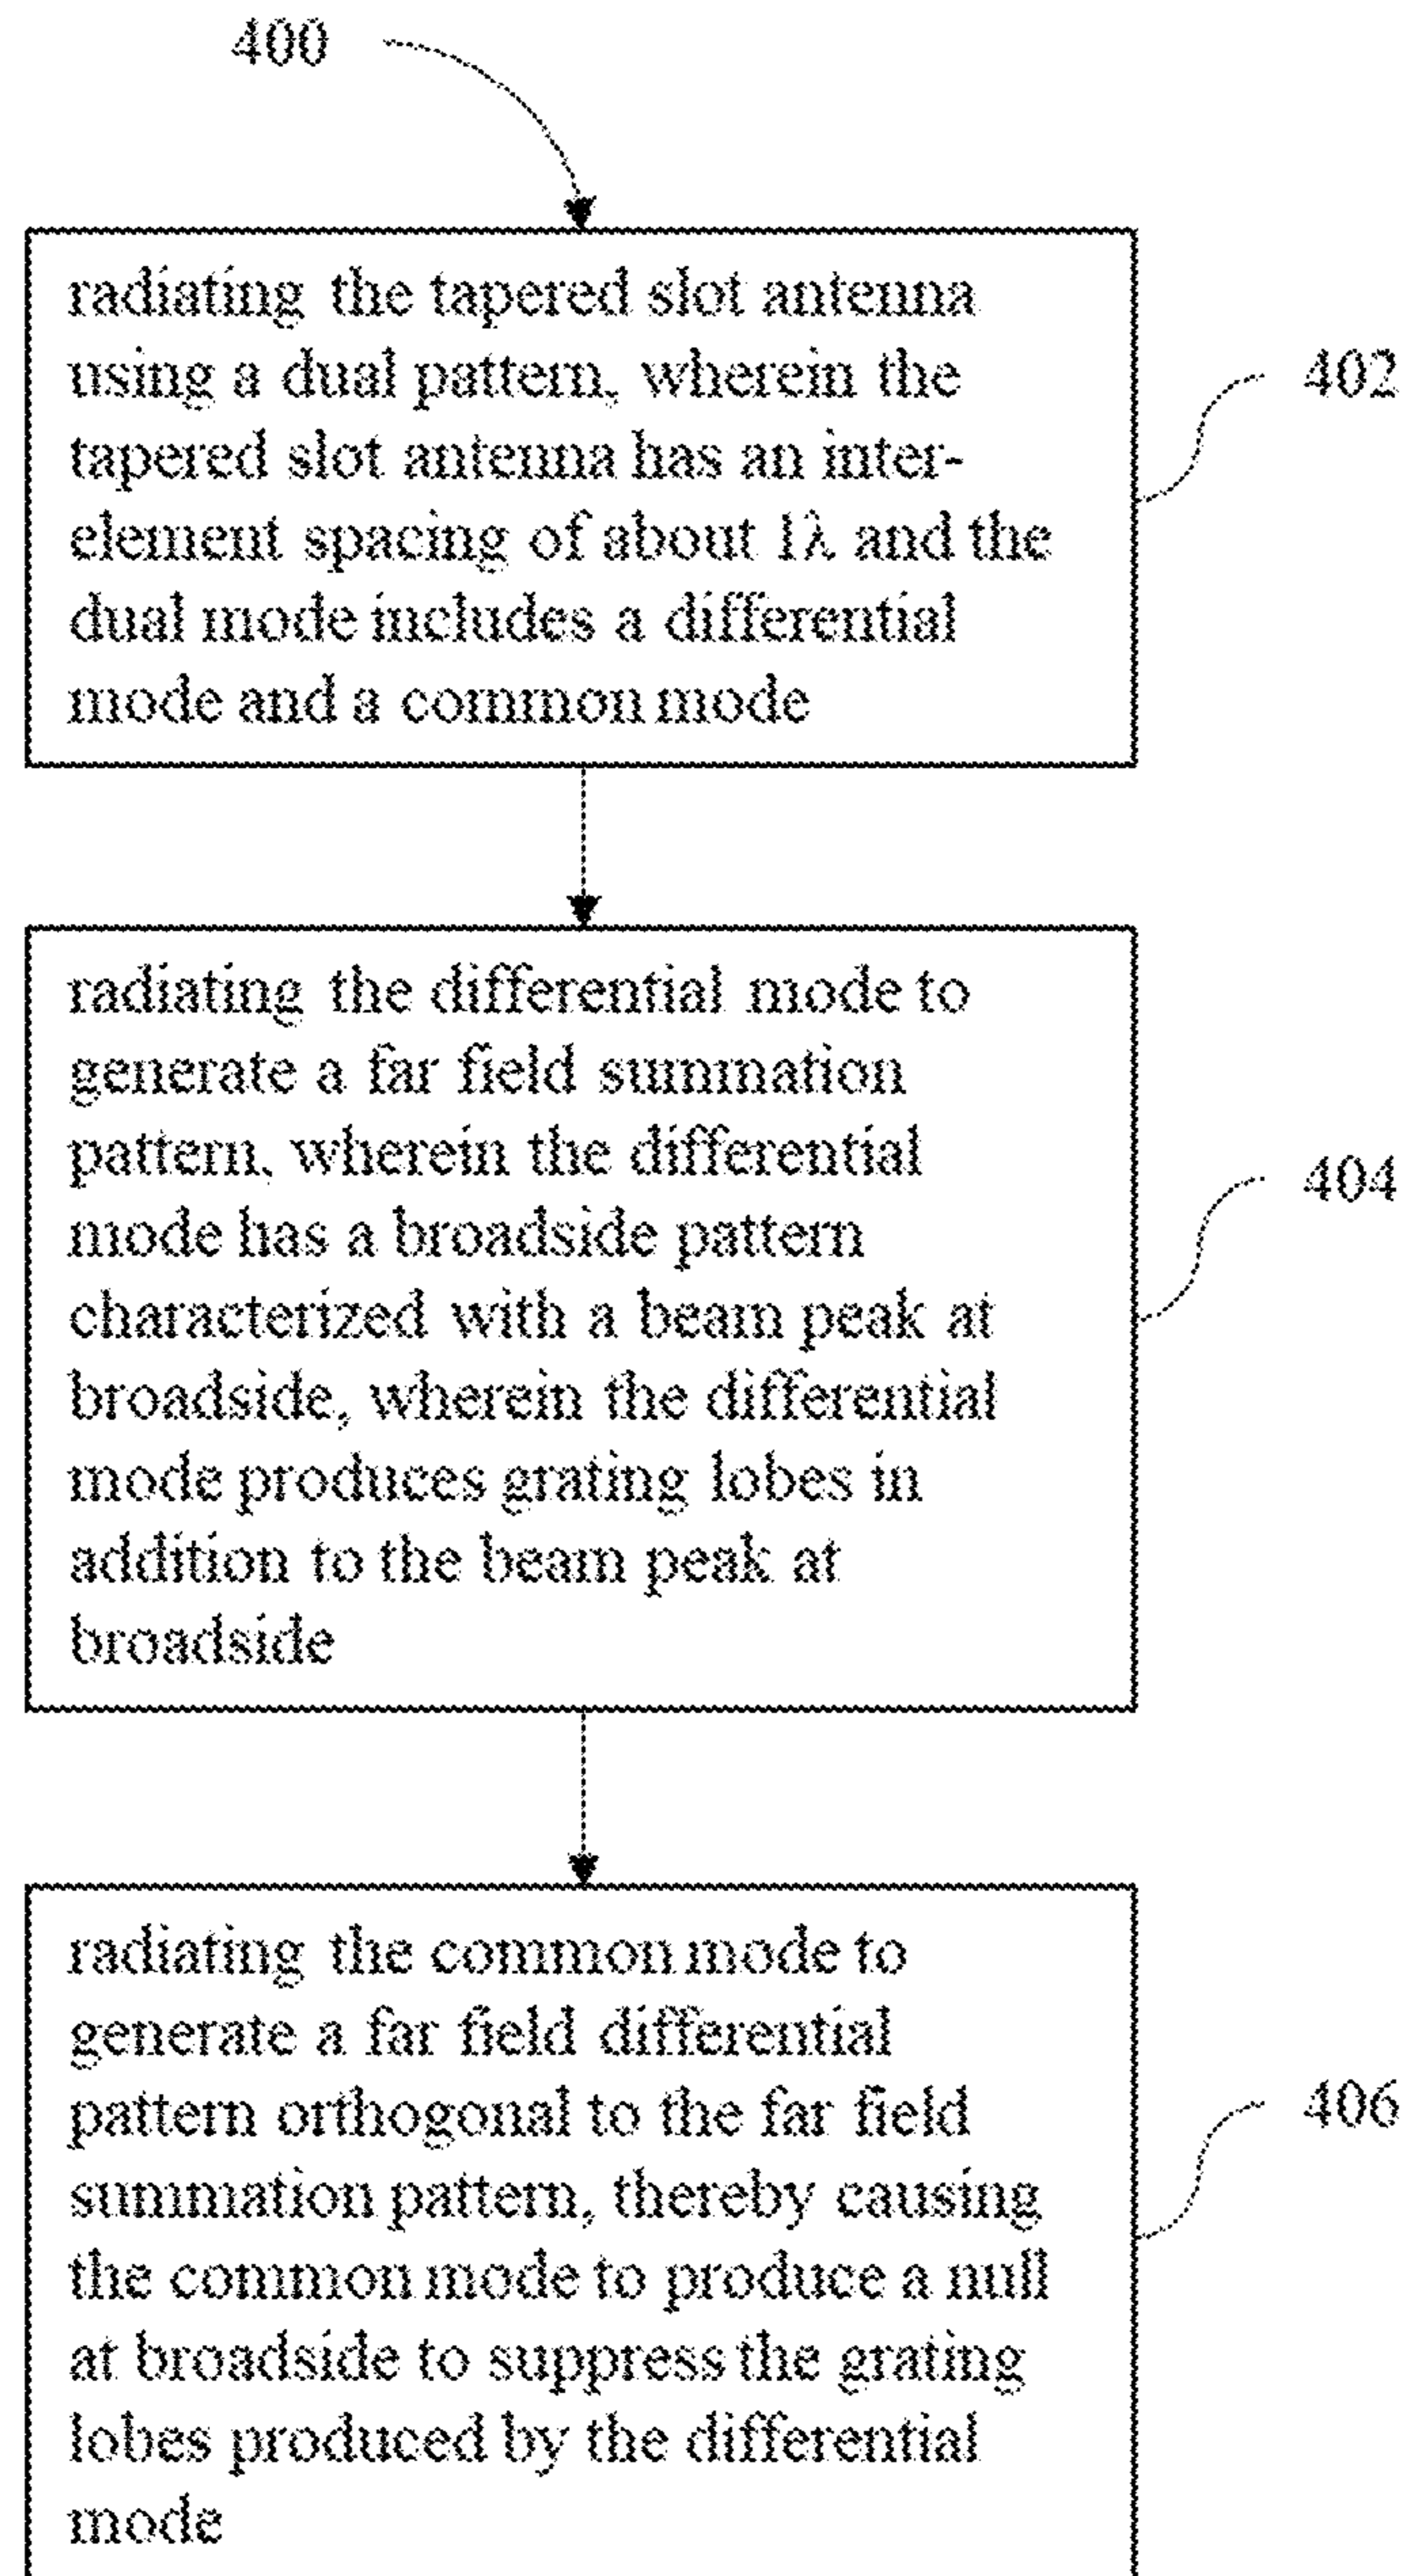 400
radiating the tapered slot antenna
using a dual pattern, wherein the
tapered slot antenna has an inter-
element spacing of about 1λ and the
dual mode includes a differential
mode and a common mode
402
radiating the differential mode to
generate a far field summation
pattern, wherein the differential
mode has a broadside pattern
characterized with a beam peak at
broadside, wherein the differential
mode produces grating lobes in
addition to the beam peak at
broadside
404
radiating the common mode to
generate a far field differential
pattern orthogonal to the far field
summation pattern, thereby causing
the common mode to produce a null
at broadside to suppress the grating
lobes produced by the differential
mode
406